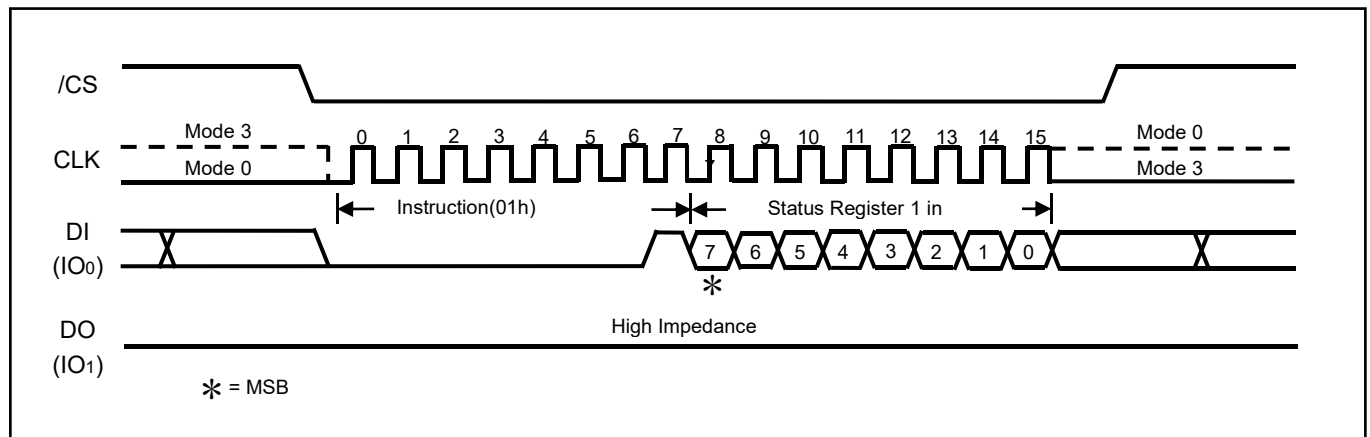 /CS
Mode 3 0 1 2 3 4 5 6 7 8 9 10 11 12 13 14 15 Mode 0
CLK
Mode 0 7 Mode 3
Instruction(01h) Status Register 1 in
DI
(IO0) 7 6 5 4 3 2 1 0
*
DO High Impedance
(IO1)
* = MSB